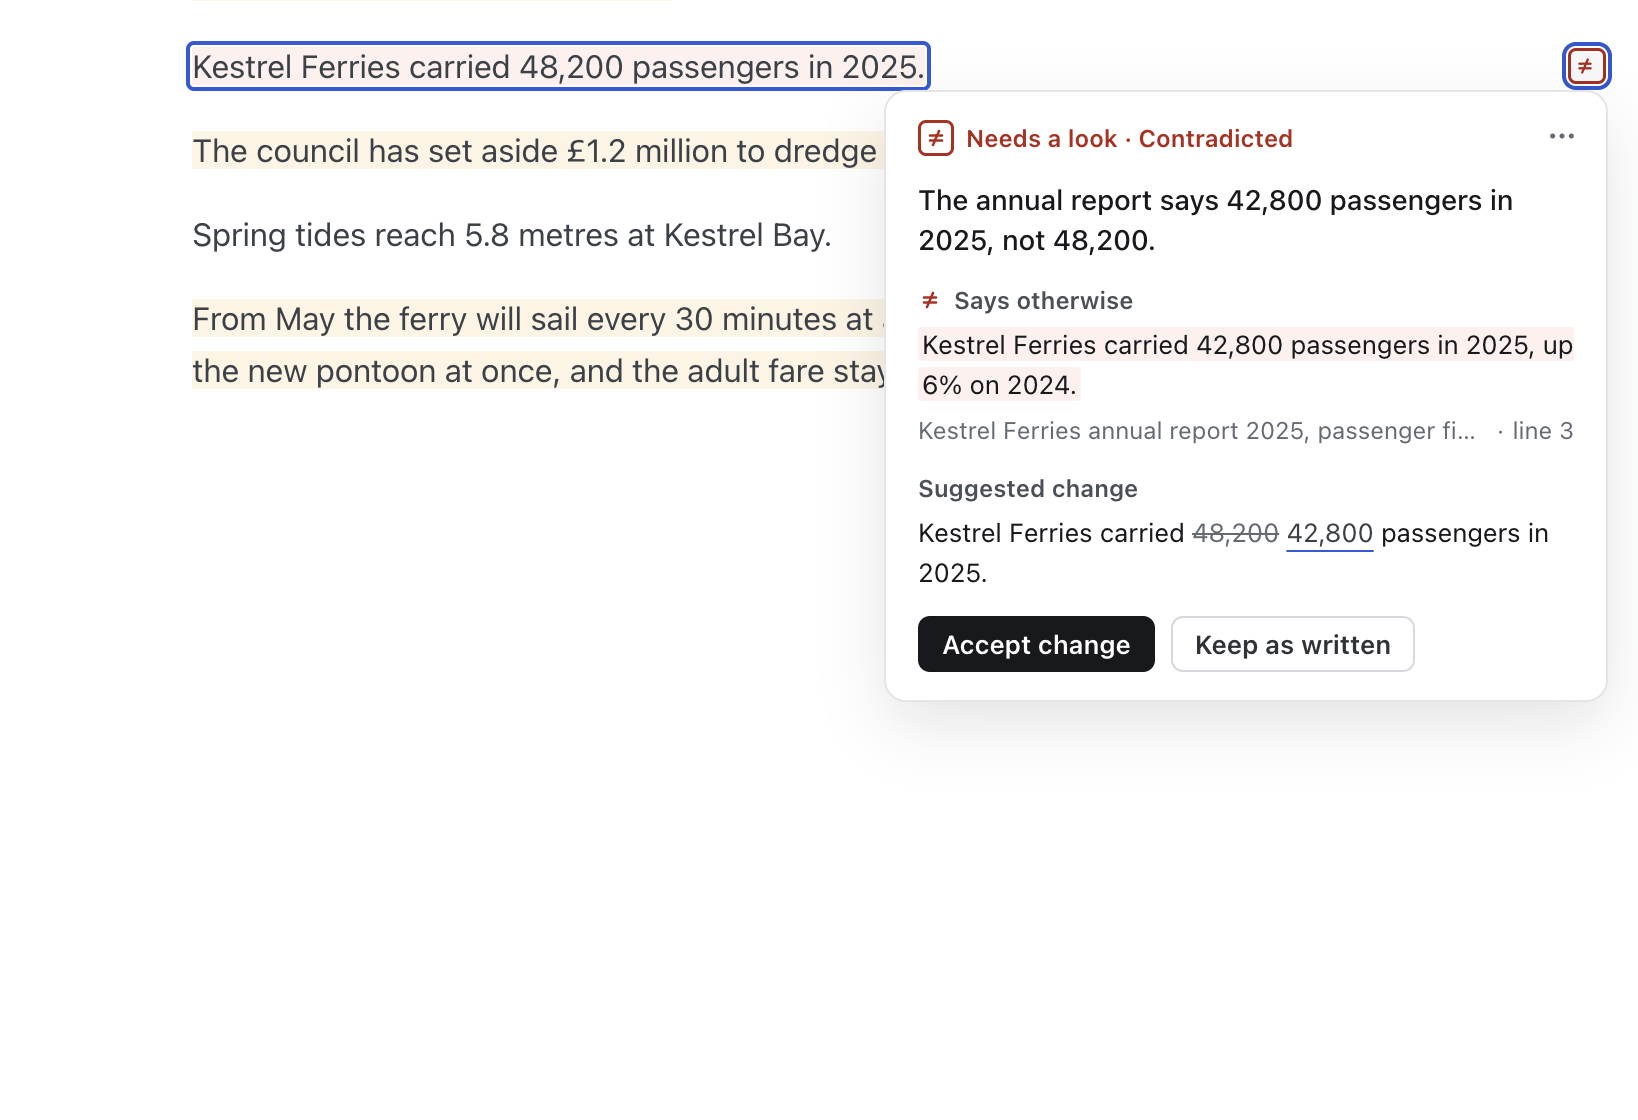 Kestrel Ferries carried 48,200 passengers in 2025.
≠
The council has set aside £1.2 million to dredge
Spring tides reach 5.8 metres at Kestrel Bay.
From May the ferry will sail every 30 minutes at
the new pontoon at once, and the adult fare stay
≠ Needs a look · Contradicted
The annual report says 42,800 passengers in
2025, not 48,200.
≠ Says otherwise
Kestrel Ferries carried 42,800 passengers in 2025, up
6% on 2024.
Kestrel Ferries annual report 2025, passenger fi... · line 3
Suggested change
Kestrel Ferries carried 48,200 42,800 passengers in
2025.
Accept change
Keep as written